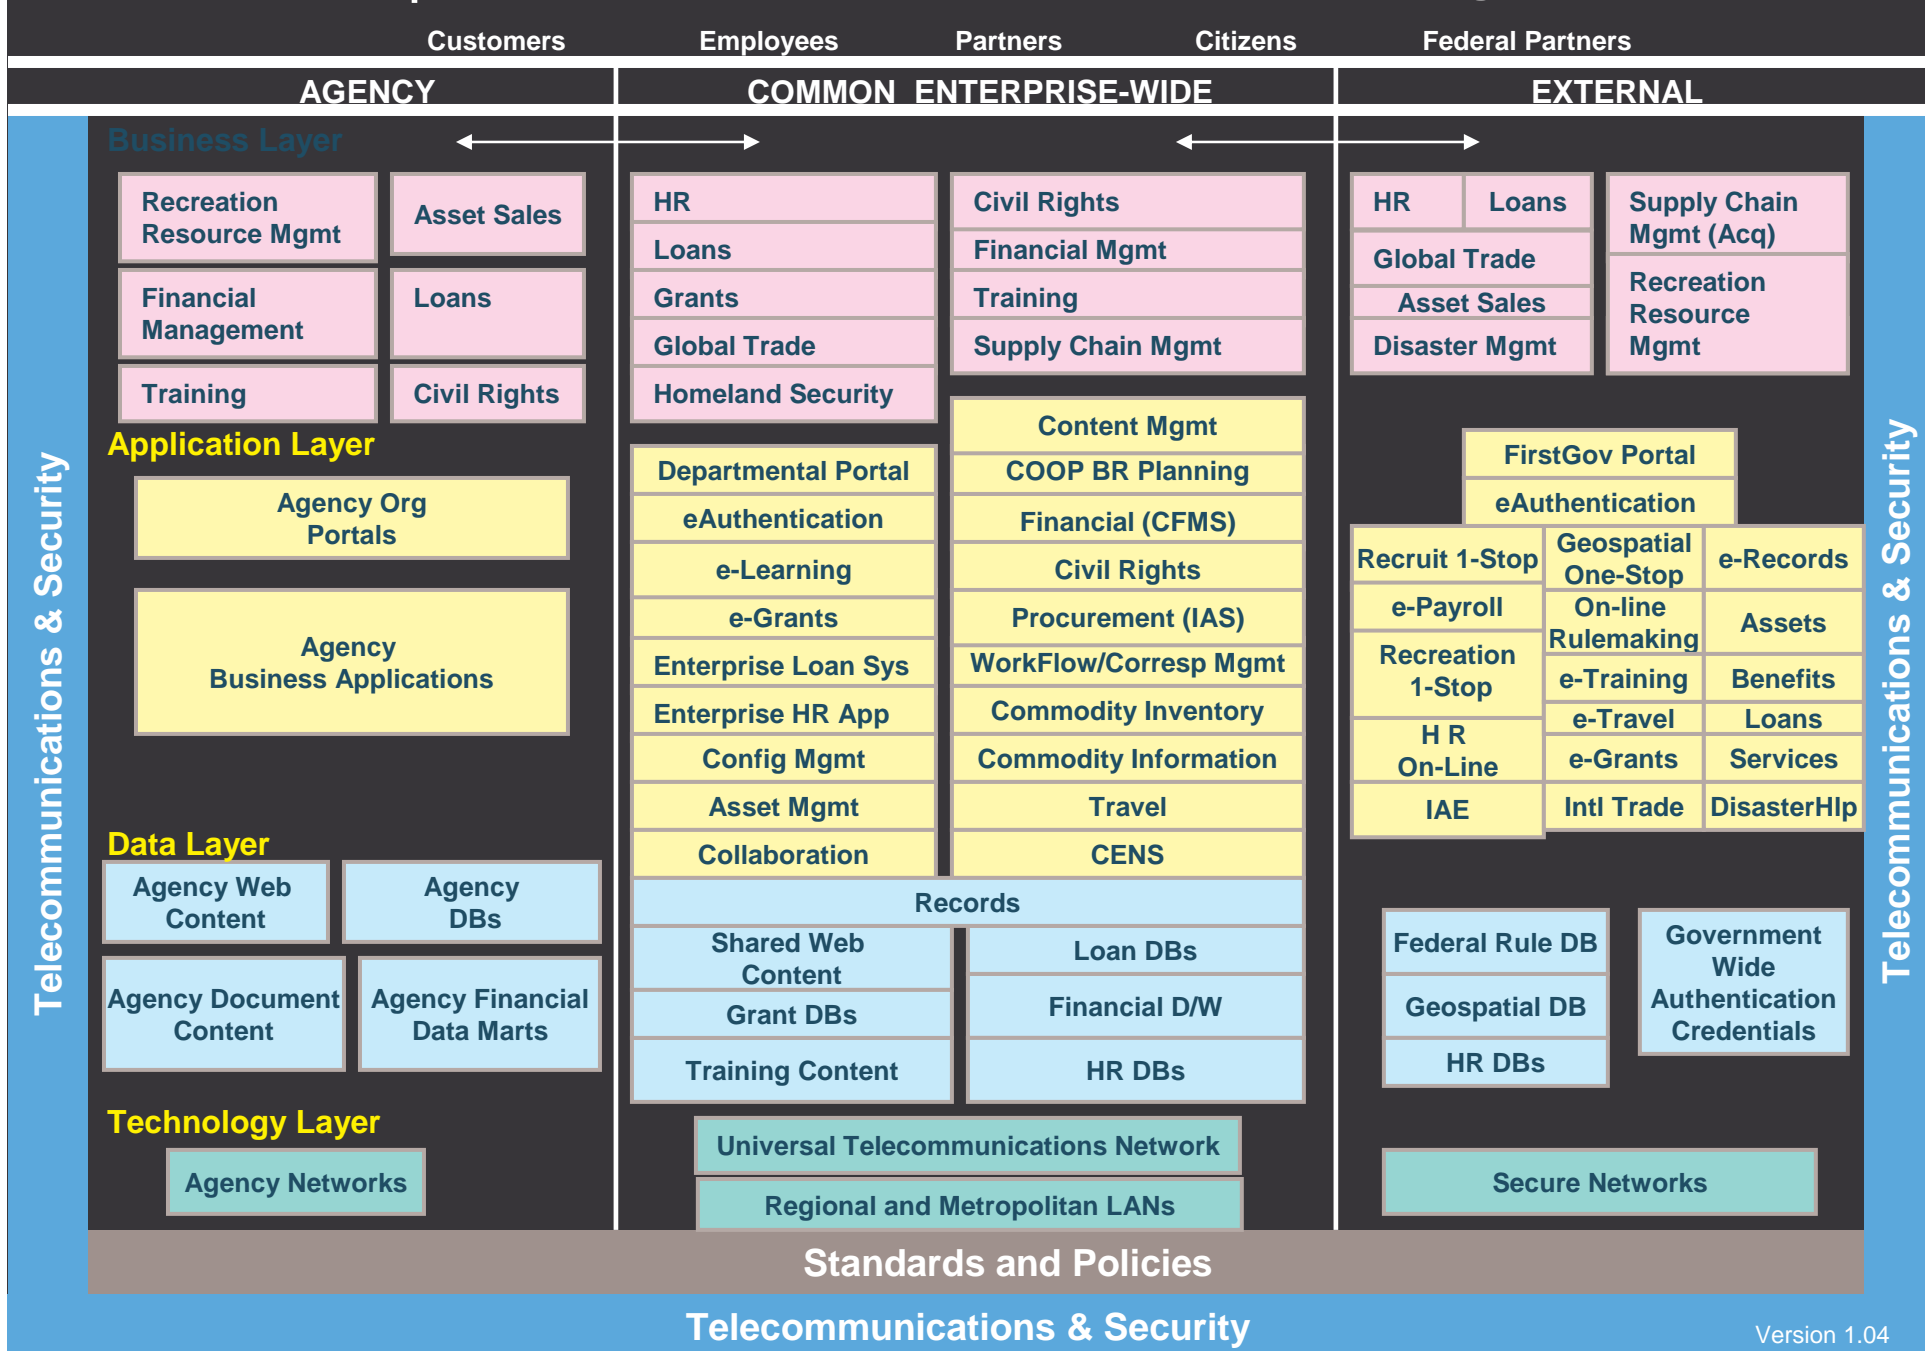 Customers Employees Partners Citizens Federal Partners
AGENCY COMMON ENTERPRISE-WIDE EXTERNAL
Telecommunications & Security
Business Layer
Recreation
Resource Mgmt
Asset Sales
Financial
Management
Loans
Training
Civil Rights
Application Layer
Agency Org
Portals
Agency
Business Applications
Data Layer
Agency Web
Content
Agency
DBs
Agency Document
Content
Agency Financial
Data Marts
Technology Layer
Agency Networks
HR
Loans
Grants
Global Trade
Homeland Security
Civil Rights
Financial Mgmt
Training
Supply Chain Mgmt
Departmental Portal
eAuthentication
e-Learning
e-Grants
Enterprise Loan Sys
Enterprise HR App
Config Mgmt
Asset Mgmt
Collaboration
Content Mgmt
COOP BR Planning
Financial (CFMS)
Civil Rights
Procurement (IAS)
WorkFlow/Corresp Mgmt
Commodity Inventory
Commodity Information
Travel
CENS
Records
Shared Web
Content
Grant DBs
Training Content
Loan DBs
Financial D/W
HR DBs
Universal Telecommunications Network
Regional and Metropolitan LANs
HR
Loans
Global Trade
Asset Sales
Disaster Mgmt
Supply Chain
Mgmt (Acq)
Recreation
Resource
Mgmt
FirstGov Portal
eAuthentication
Recruit 1-Stop
e-Payroll
Recreation
1-Stop
H R
On-Line
IAE
Geospatial
One-Stop
On-line
Rulemaking
e-Training
e-Travel
e-Grants
Intl Trade
e-Records
Assets
Benefits
Loans
Services
DisasterHlp
Federal Rule DB
Geospatial DB
HR DBs
Government
Wide
Authentication
Credentials
Secure Networks
Telecommunications & Security
Standards and Policies
Telecommunications & Security
Version 1.04